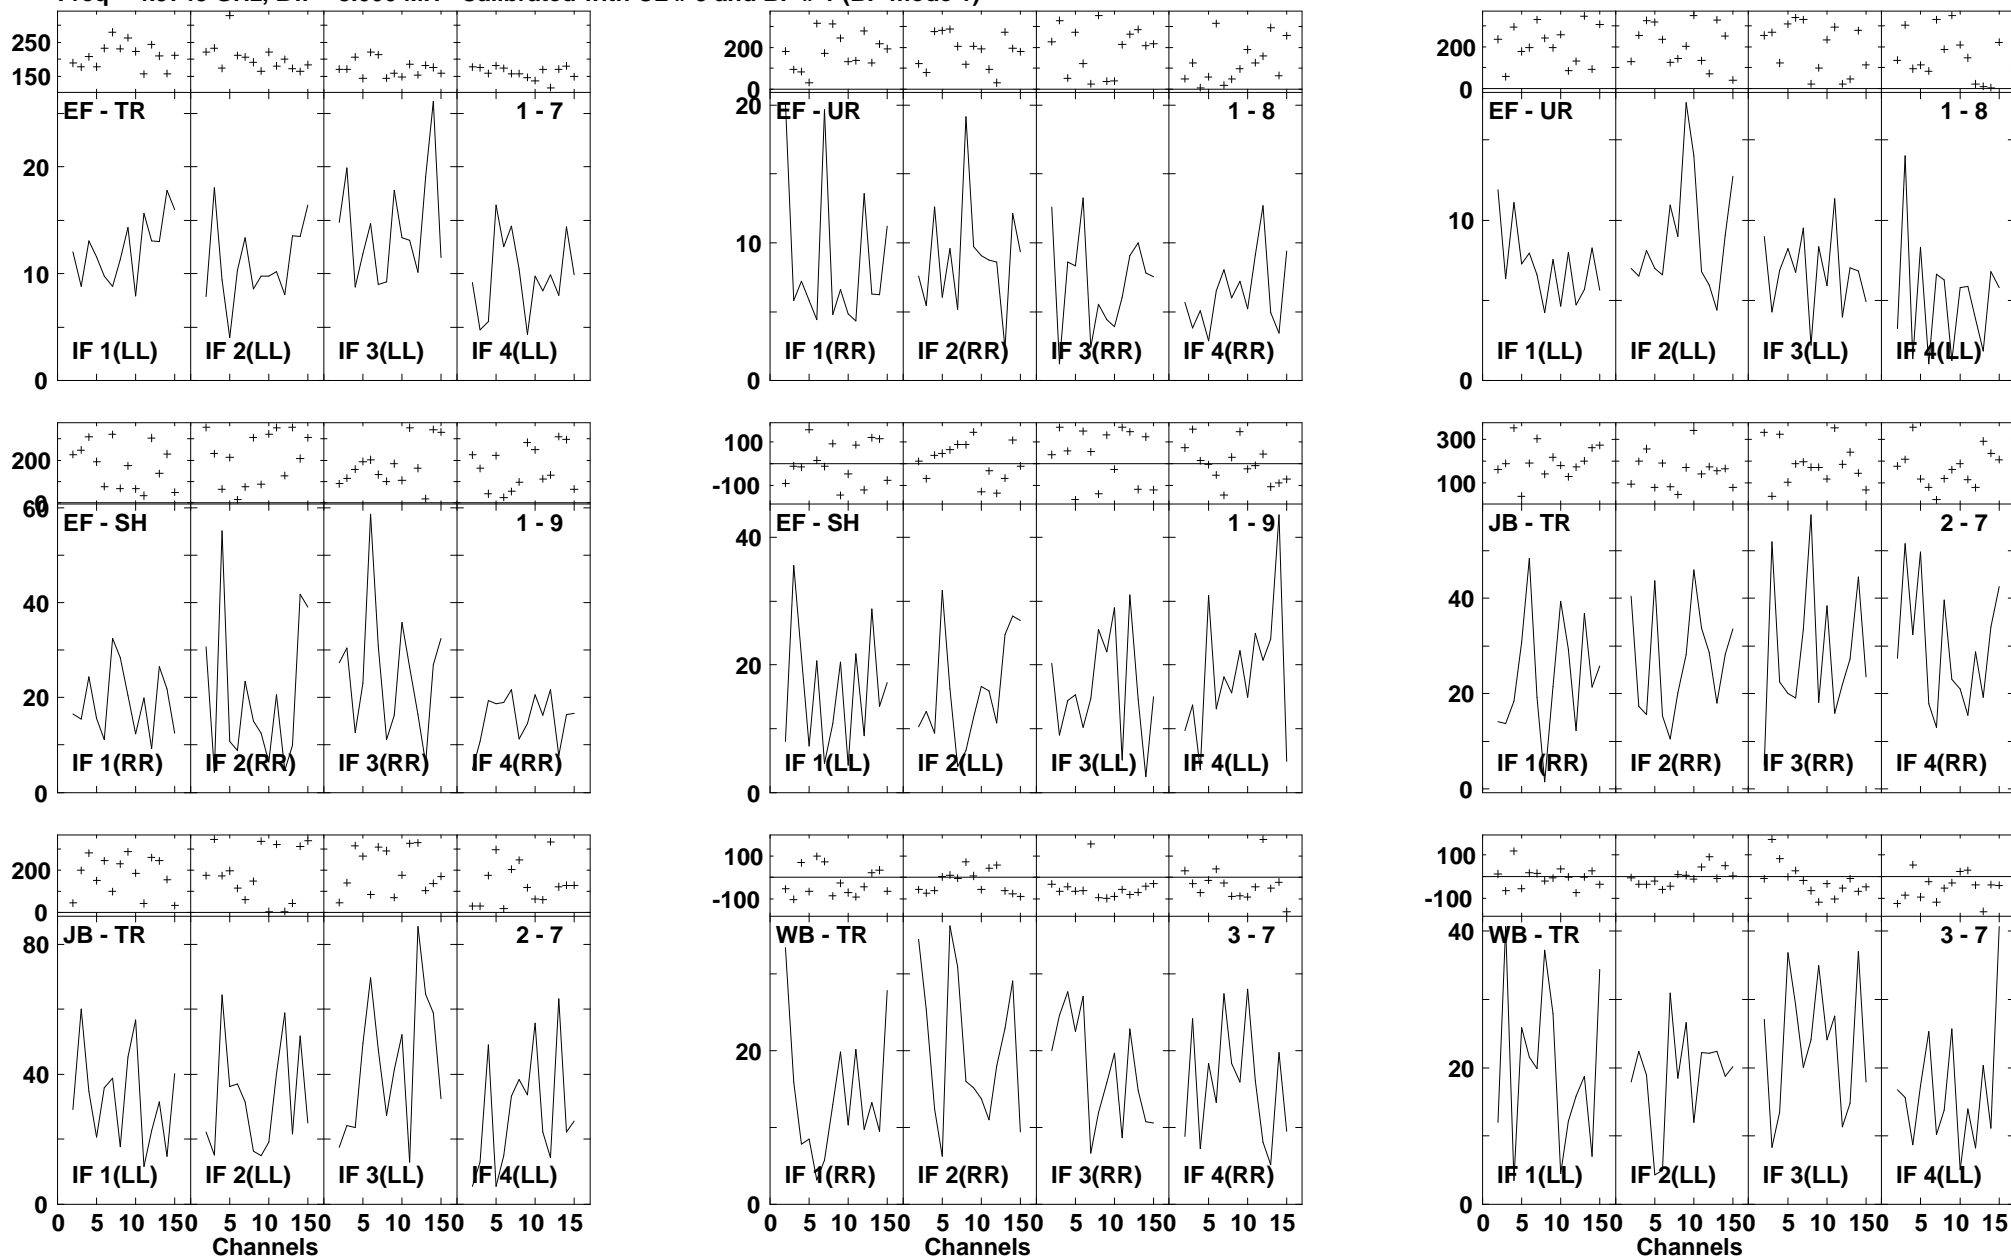 250
150
EF - TR 1 - 7
20
10
0
IF 1(LL) IF 2(LL) IF 3(LL) IF 4(LL)
200
0
20
EF - UR 1 - 8
10
0
IF 1(RR) IF 2(RR) IF 3(RR) IF 4(RR)
200
0
EF - UR 1 - 8
10
0
IF 1(LL) IF 2(LL) IF 3(LL) IF 4(LL)
200
0
60
EF - SH 1 - 9
40
20
0
IF 1(RR) IF 2(RR) IF 3(RR) IF 4(RR)
100
-100
EF - SH 1 - 9
40
20
0
IF 1(LL) IF 2(LL) IF 3(LL) IF 4(LL)
300
100
JB - TR 2 - 7
40
20
0
IF 1(RR) IF 2(RR) IF 3(RR) IF 4(RR)
200
0
JB - TR 2 - 7
80
40
0
IF 1(LL) IF 2(LL) IF 3(LL) IF 4(LL)
0 5 10 150 5 10 150 5 10 150 5 10 15
Channels
100
-100
WB - TR 3 - 7
20
0
IF 1(RR) IF 2(RR) IF 3(RR) IF 4(RR)
0 5 10 150 5 10 150 5 10 150 5 10 15
Channels
100
-100
WB - TR 3 - 7
40
20
0
IF 1(LL) IF 2(LL) IF 3(LL) IF 4(LL)
0 5 10 150 5 10 150 5 10 150 5 10 15
Channels